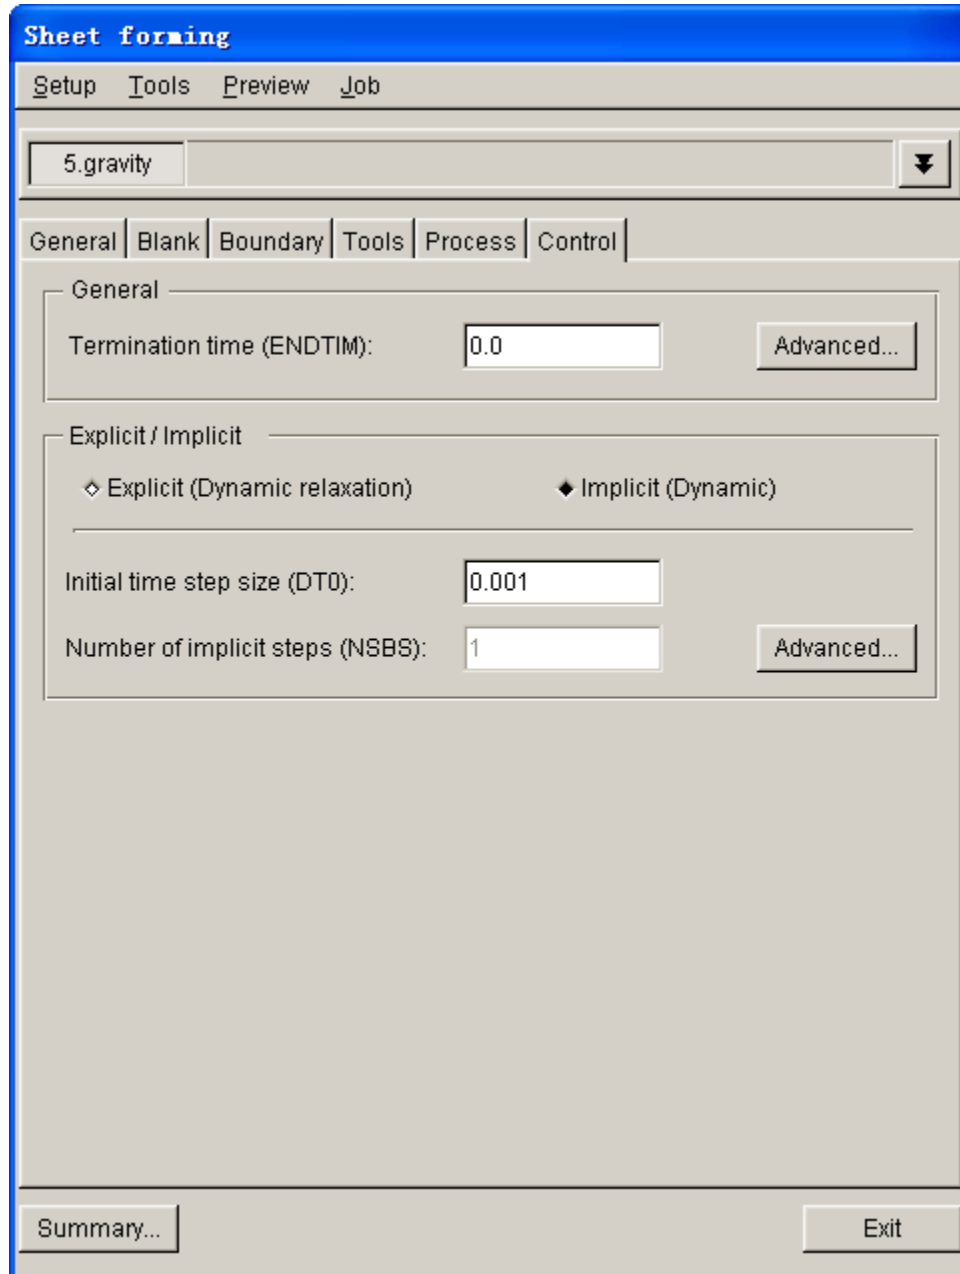 Sheet forming
Setup Tools Preview Job
5.gravity
General Blank Boundary Tools Process Control
General
Termination time (ENDTIM): 0.0 Advanced...
Explicit / Implicit
Explicit (Dynamic relaxation) Implicit (Dynamic)
Initial time step size (DT0): 0.001
Number of implicit steps (NSBS): 1 Advanced...
Summary... Exit